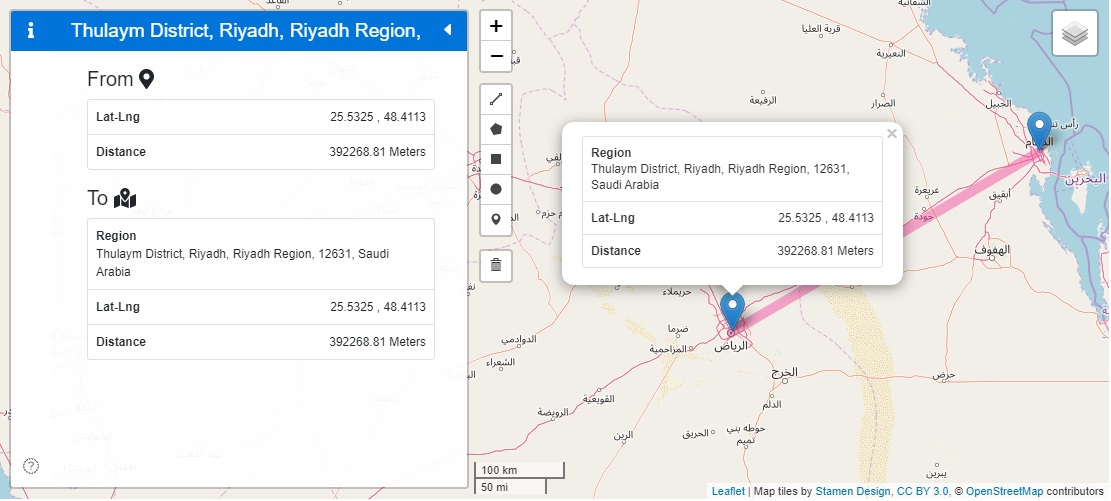 Thulaym District, Riyadh, Riyadh Region,
From
Lat-Lng 25.5325 , 48.4113
Distance 392268.81 Meters
To
Region
Thulaym District, Riyadh, Riyadh Region, 12631, Saudi
Arabia
Lat-Lng 25.5325 , 48.4113
Distance 392268.81 Meters
+
−
الشفانية
قرية العليا
النعيرية
الرفيعة
الصرار
الجبيل
Region
Thulaym District, Riyadh, Riyadh Region, 12631,
Saudi Arabia
Lat-Lng 25.5325 , 48.4113
Distance 392268.81 Meters
×
البحرين
عريعرة
بقيق
جودة
الهفوف
حريملاء
ضرما
المزاحمية
الرياض
الدوادمي
الشعراء
الخرج
حرض
القويعية
الرويضة
الدلم
الرين
الحريق
حوطه بني
تميم
يبرين
100 km
50 mi
Leaflet | Map tiles by Stamen Design, CC BY 3.0, © OpenStreetMap contributors